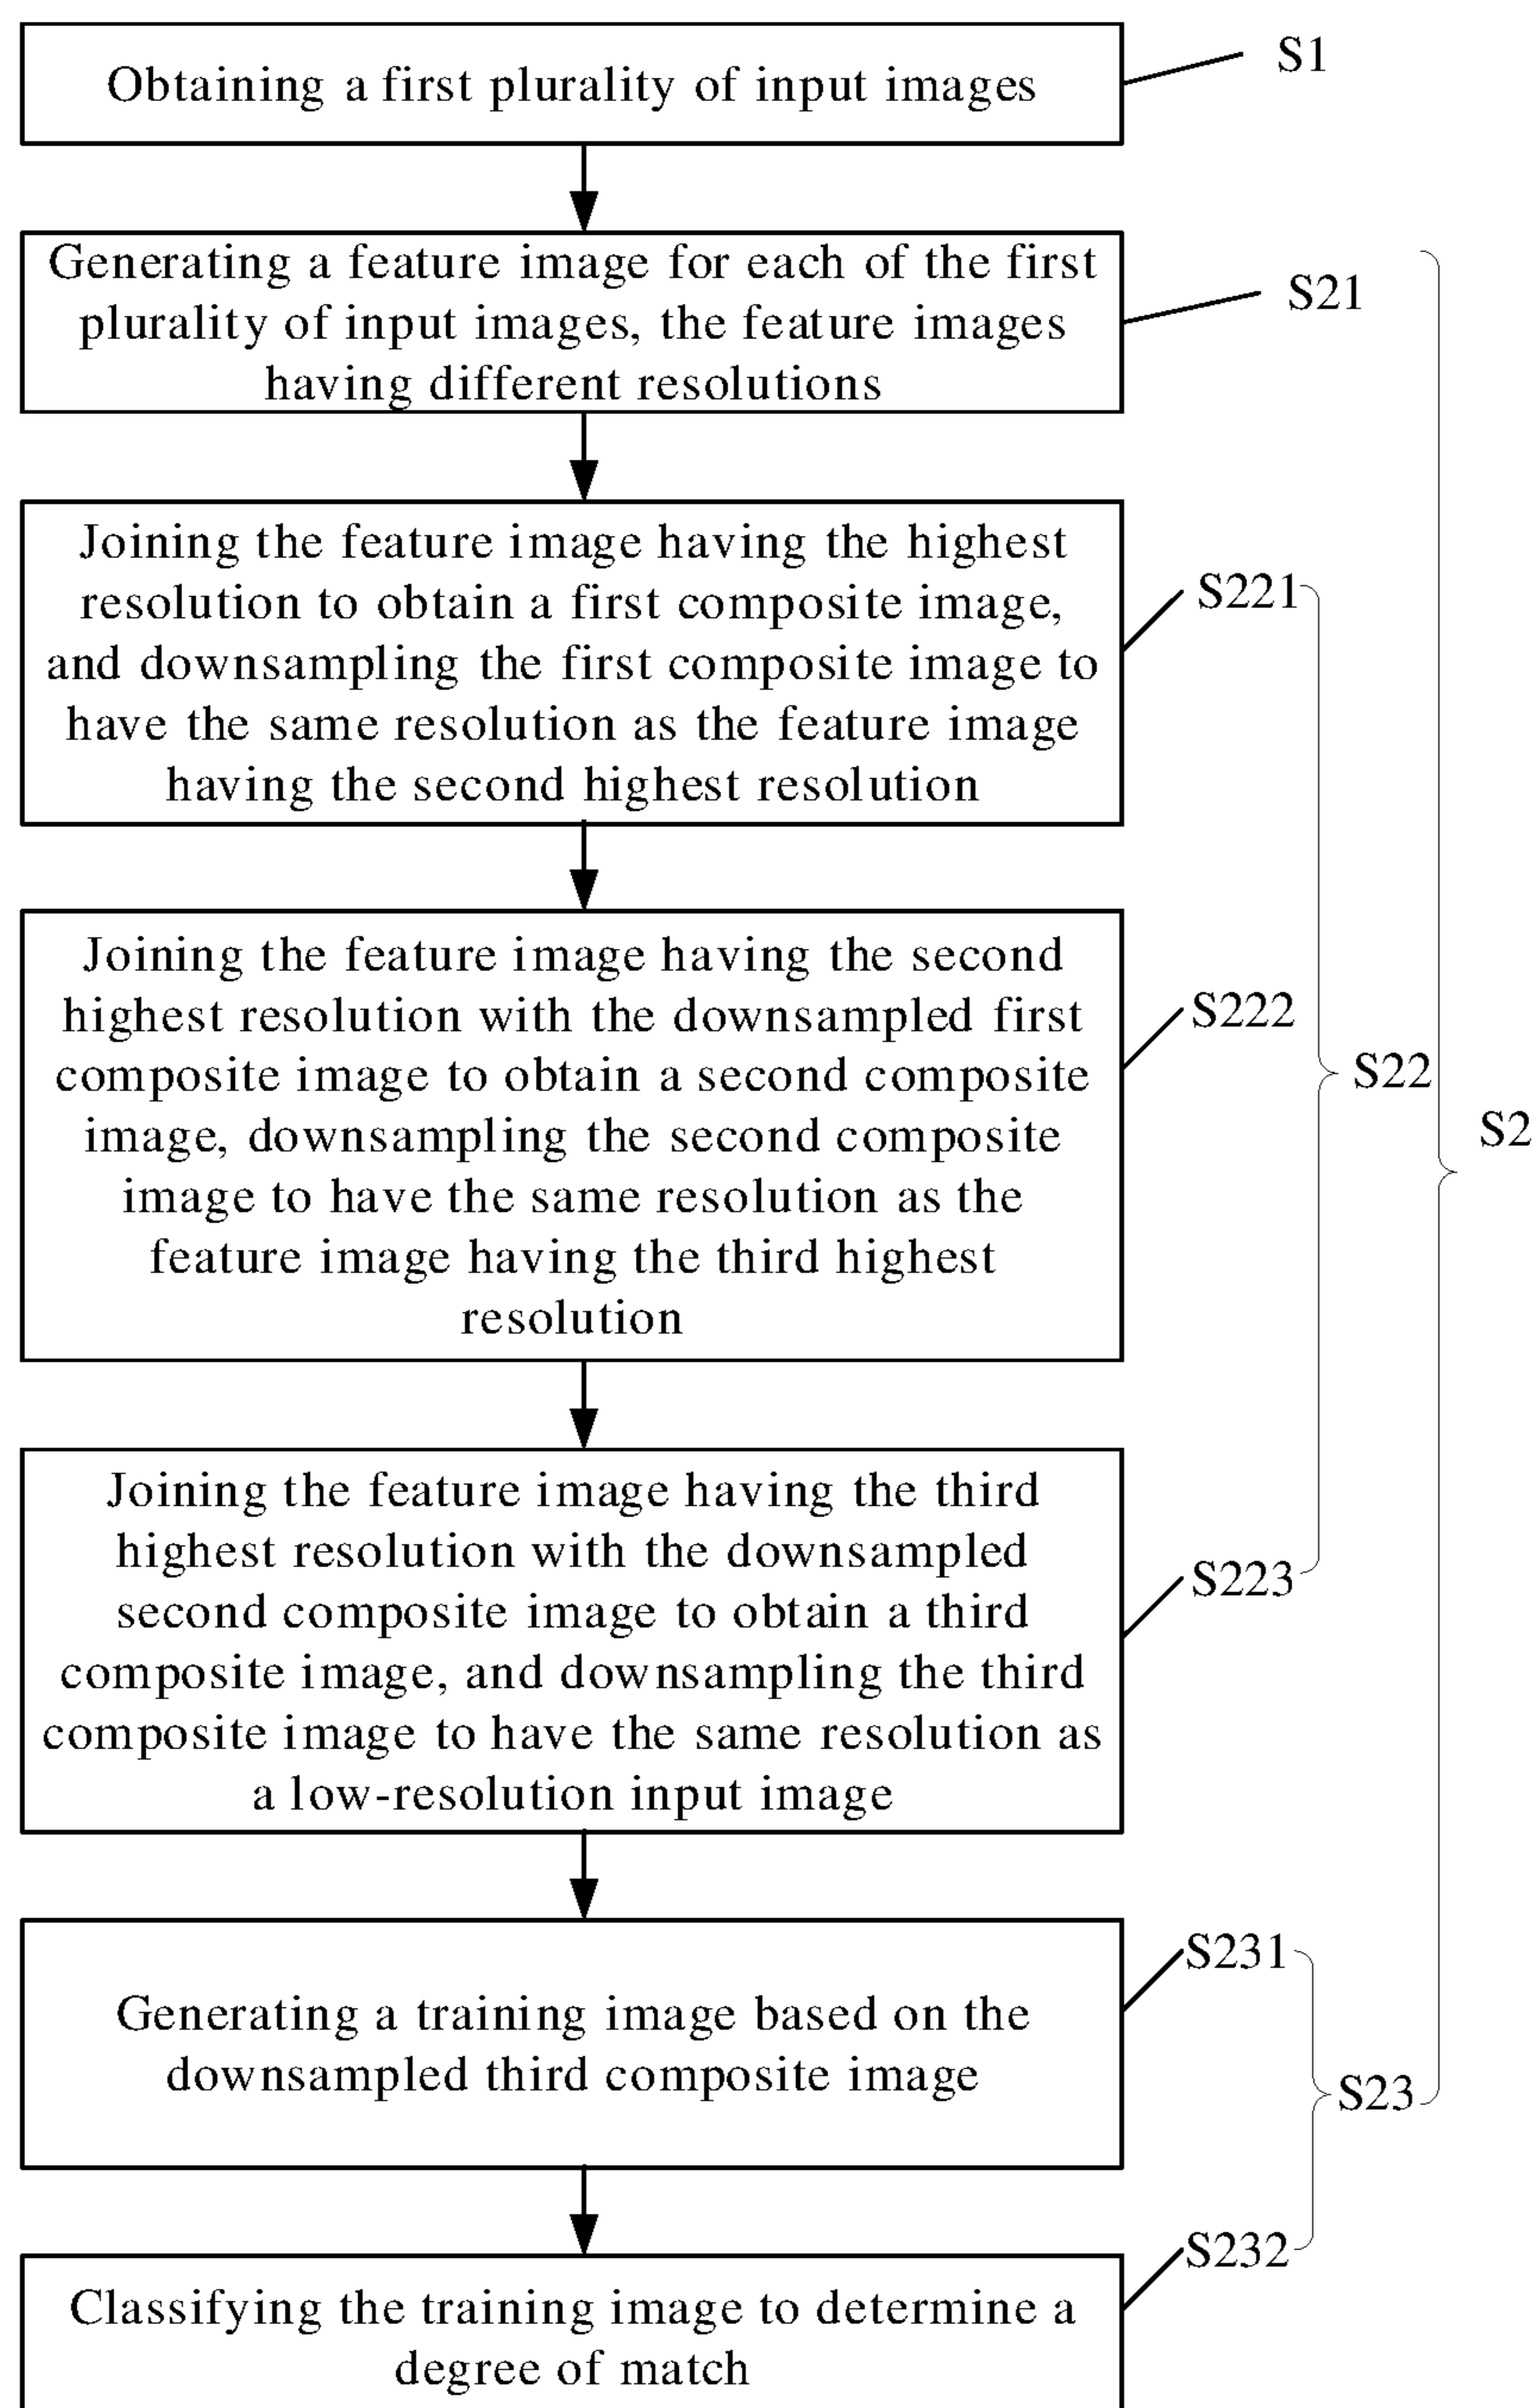 Obtaining a first plurality of input images
S1
Generating a feature image for each of the first
plurality of input images, the feature images
having different resolutions
S21
Joining the feature image having the highest
resolution to obtain a first composite image,
and downsampling the first composite image to
have the same resolution as the feature image
having the second highest resolution
S221
Joining the feature image having the second
highest resolution with the downsampled first
composite image to obtain a second composite
image, downsampling the second composite
image to have the same resolution as the
feature image having the third highest
resolution
S222
S22
S2
Joining the feature image having the third
highest resolution with the downsampled
second composite image to obtain a third
composite image, and downsampling the third
composite image to have the same resolution as
a low-resolution input image
S223
Generating a training image based on the
downsampled third composite image
S231
S23
Classifying the training image to determine a
degree of match
S232